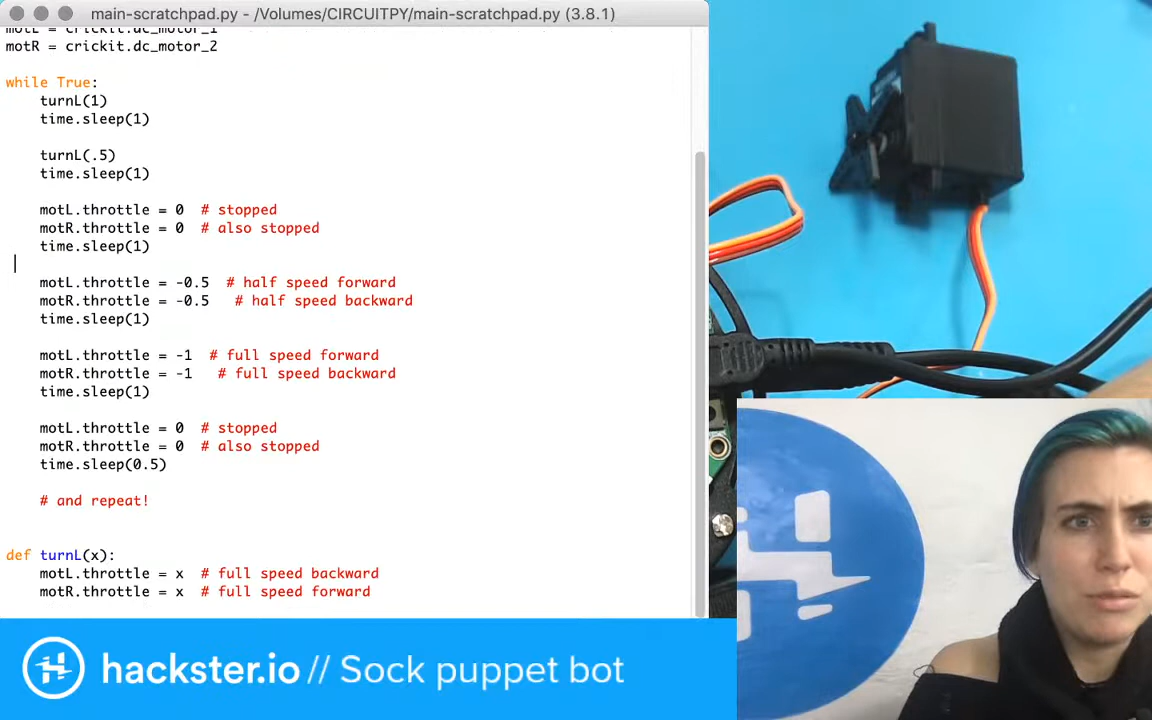 main-scratchpad.py - /Volumes/CIRCUITPY/main-scratchpad.py (3.8.1)
motL = crickit.dc_motor_1
motR = crickit.dc_motor_2
while True:
turnL(1)
time.sleep(1)
turnL(.5)
time.sleep(1)
motL.throttle = 0 # stopped
motR.throttle = 0 # also stopped
time.sleep(1)
motL.throttle = -0.5 # half speed forward
motR.throttle = -0.5 # half speed backward
time.sleep(1)
motL.throttle = -1 # full speed forward
motR.throttle = -1 # full speed backward
time.sleep(1)
motL.throttle = 0 # stopped
motR.throttle = 0 # also stopped
time.sleep(0.5)
# and repeat!
def turnL(x):
motL.throttle = x # full speed backward
motR.throttle = x # full speed forward
hackster.io // Sock puppet bot